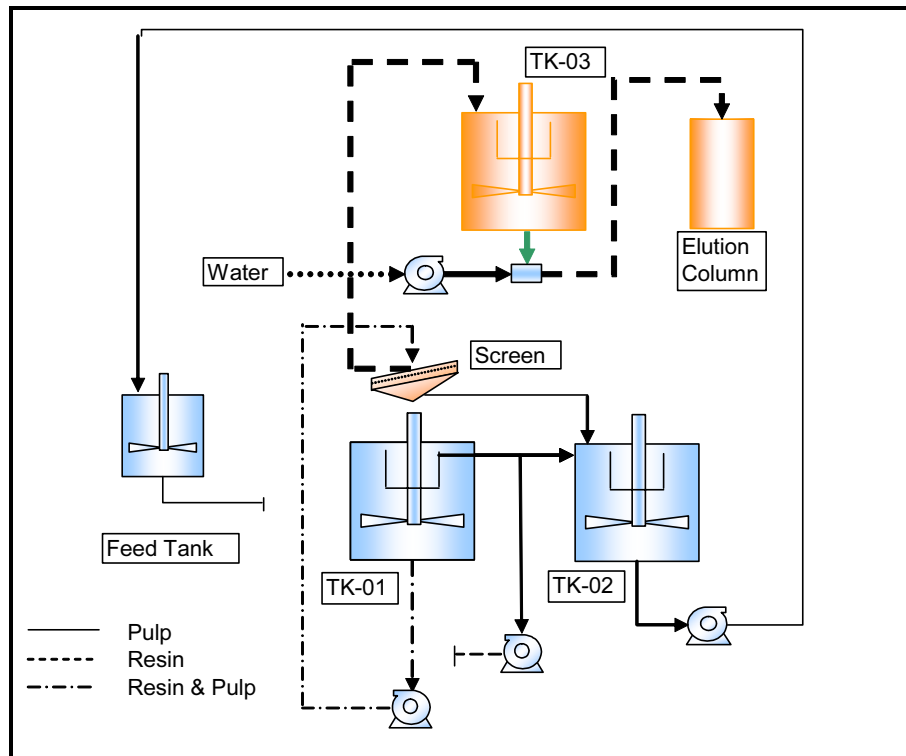 TK-03
Water
Elution
Column
Screen
Feed Tank
TK-01
TK-02
Pulp
Resin
Resin & Pulp